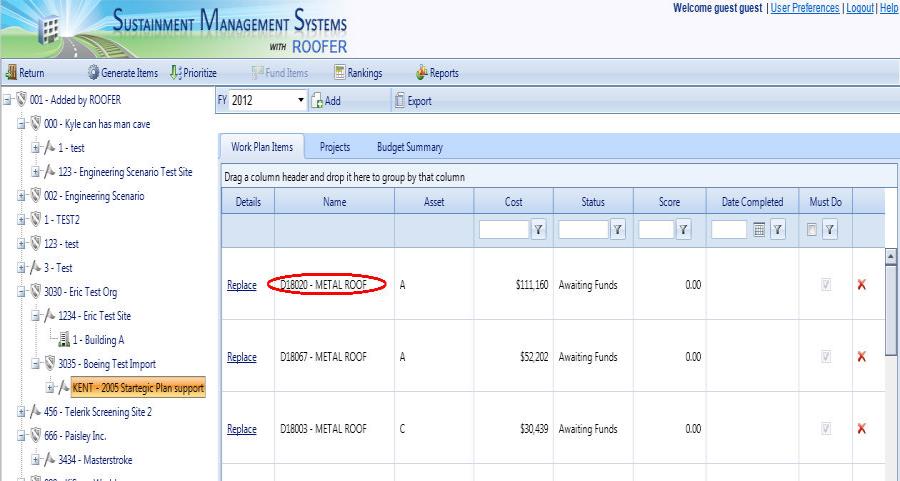 Welcome guest guest | User Preferences | Logout | Help
SUSTAINMENT MANAGEMENT SYSTEMS
WITH ROOFER
Return Generate Items Prioritize Fund Items Rankings Reports
001 - Added by ROOFER
000 - Kyle can has man cave
1 - test
123 - Engineering Scenario Test Site
002 - Engineering Scenario
1 - TEST2
123 - test
3 - Test
3030 - Eric Test Org
1234 - Eric Test Site
1 - Building A
3035 - Boeing Test Import
KENT - 2005 Startegic Plan support
456 - Telerik Screening Site 2
666 - Paisley Inc.
3434 - Masterstroke
FY 2012 Add Export
Work Plan Items Projects Budget Summary
Drag a column header and drop it here to group by that column
Details Name Asset Cost Status Score Date Completed Must Do
Replace D18020 - METAL ROOF A $111,160 Awaiting Funds 0.00
Replace D18067 - METAL ROOF A $52,202 Awaiting Funds 0.00
Replace D18003 - METAL ROOF C $30,439 Awaiting Funds 0.00